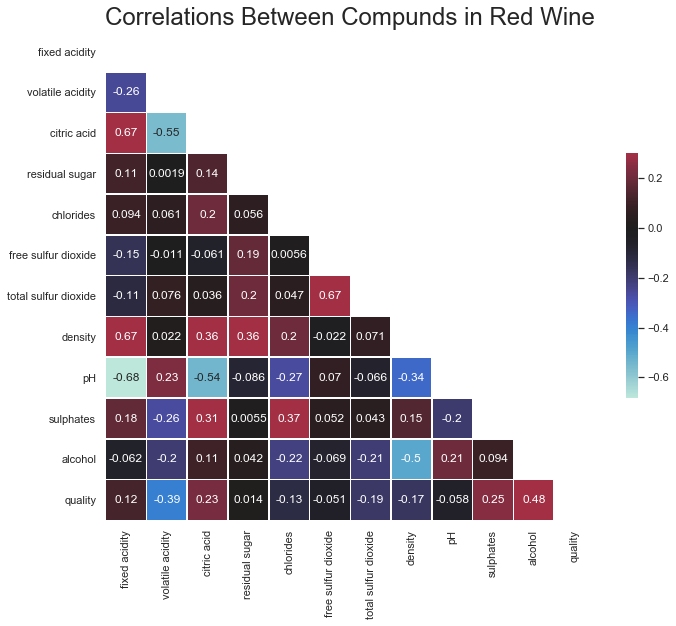 Correlations Between Compunds in Red Wine
fixed acidity
volatile acidity -0.26
citric acid 0.67 -0.55
residual sugar 0.11 0.0019 0.14
chlorides 0.094 0.061 0.2 0.056
free sulfur dioxide -0.15 -0.011 -0.061 0.19 0.0056
total sulfur dioxide -0.11 0.076 0.036 0.2 0.047 0.67
density 0.67 0.022 0.36 0.36 0.2 -0.022 0.071
pH -0.68 0.23 -0.54 -0.086 -0.27 0.07 -0.066 -0.34
sulphates 0.18 -0.26 0.31 0.0055 0.37 0.052 0.043 0.15 -0.2
alcohol -0.062 -0.2 0.11 0.042 -0.22 -0.069 -0.21 -0.5 0.21 0.094
quality 0.12 -0.39 0.23 0.014 -0.13 -0.051 -0.19 -0.17 -0.058 0.25 0.48
fixed acidity
volatile acidity
citric acid
residual sugar
chlorides
free sulfur dioxide
total sulfur dioxide
density
pH
sulphates
alcohol
quality
0.2
0.0
−0.2
−0.4
−0.6